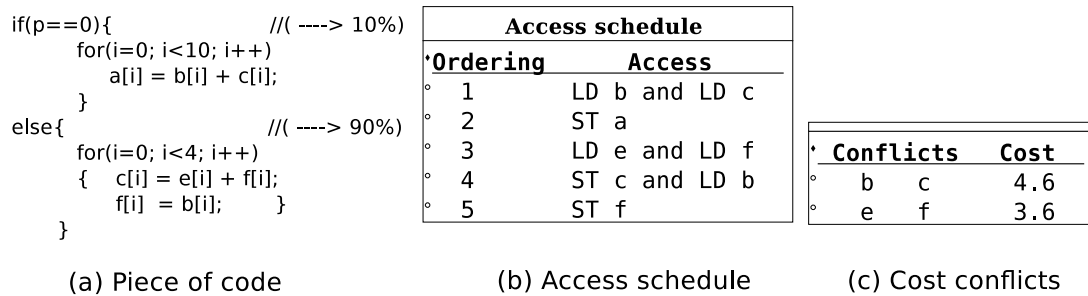 if(p==0){ //( ----> 10%)
for(i=0; i<10; i++)
a[i] = b[i] + c[i];
}
else{ //( ----> 90%)
for(i=0; i<4; i++)
{ c[i] = e[i] + f[i];
f[i] = b[i]; }
}
(a) Piece of code
Access schedule
Ordering Access
1 LD b and LD c
2 ST a
3 LD e and LD f
4 ST c and LD b
5 ST f
(b) Access schedule
Conflicts Cost
b c 4.6
e f 3.6
(c) Cost conflicts